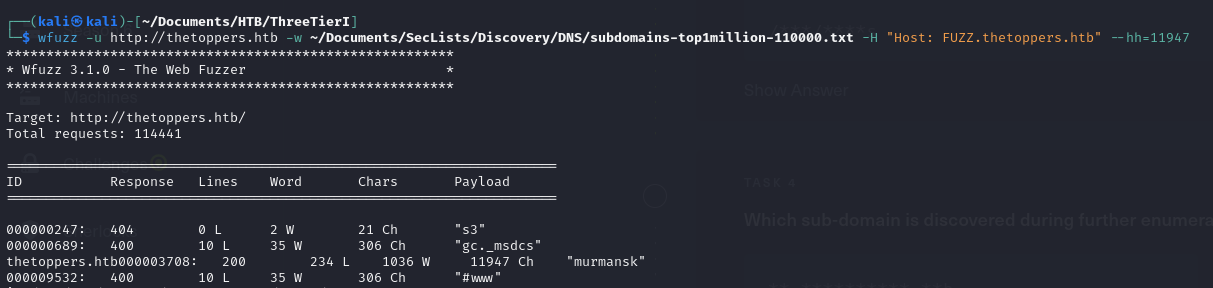 ┌──(kali㉿kali)-[~/Documents/HTB/ThreeTierI]
└─$ wfuzz -u http://thetoppers.htb -w ~/Documents/SecLists/Discovery/DNS/subdomains-top1million-110000.txt -H "Host: FUZZ.thetoppers.htb" --hh=11947
********************************************************
* Wfuzz 3.1.0 - The Web Fuzzer                         *
********************************************************
Machines
Show Answer
Target: http://thetoppers.htb/
Total requests: 114441
=====================================================================
Challenges
ID           Response   Lines    Word       Chars       Payload
TASK 4
=====================================================================
Which sub-domain is discovered during further enumera
000000247:   404        0 L      2 W        21 Ch       "s3"
000000689:   400        10 L     35 W       306 Ch      "gc._msdcs"
thetoppers.htb000003708:   200        234 L    1036 W     11947 Ch    "murmansk"
000009532:   400        10 L     35 W       306 Ch      "#www"